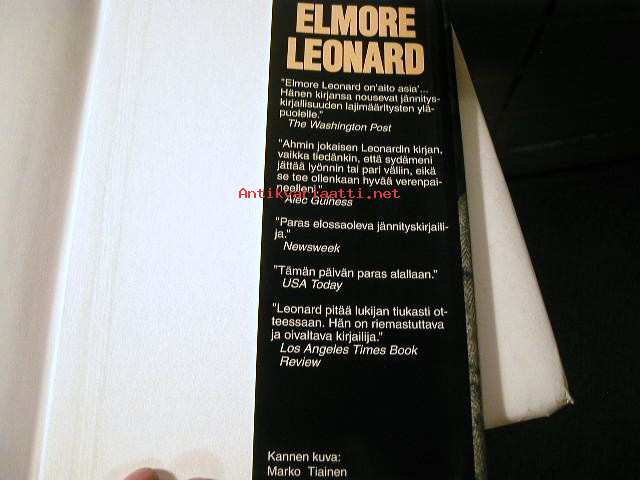 ELMORE
LEONARD
"Elmore Leonard on'aito asia'...
Hänen kirjansa nousevat jännitys-
kirjallisuuden lajimääritysten ylä-
puolelle."
The Washington Post
"Ahmin jokaisen Leonardin kirjan,
vaikka tiedänkin, että sydämeni
jättää lyönnin tai pari väliin, eikä
se tee ollenkaan hyvää verenpai-
neelleni."
Antikvariaatti.net
Alec Guiness
"Paras elossaoleva jännityskirjaili-
ja."
Newsweek
"Tämän päivän paras alallaan."
USA Today
"Leonard pitää lukijan tiukasti ot-
teessaan. Hän on riemastuttava
ja oivaltava kirjailija."
Los Angeles Times Book
Review
Kannen kuva:
Marko Tiainen